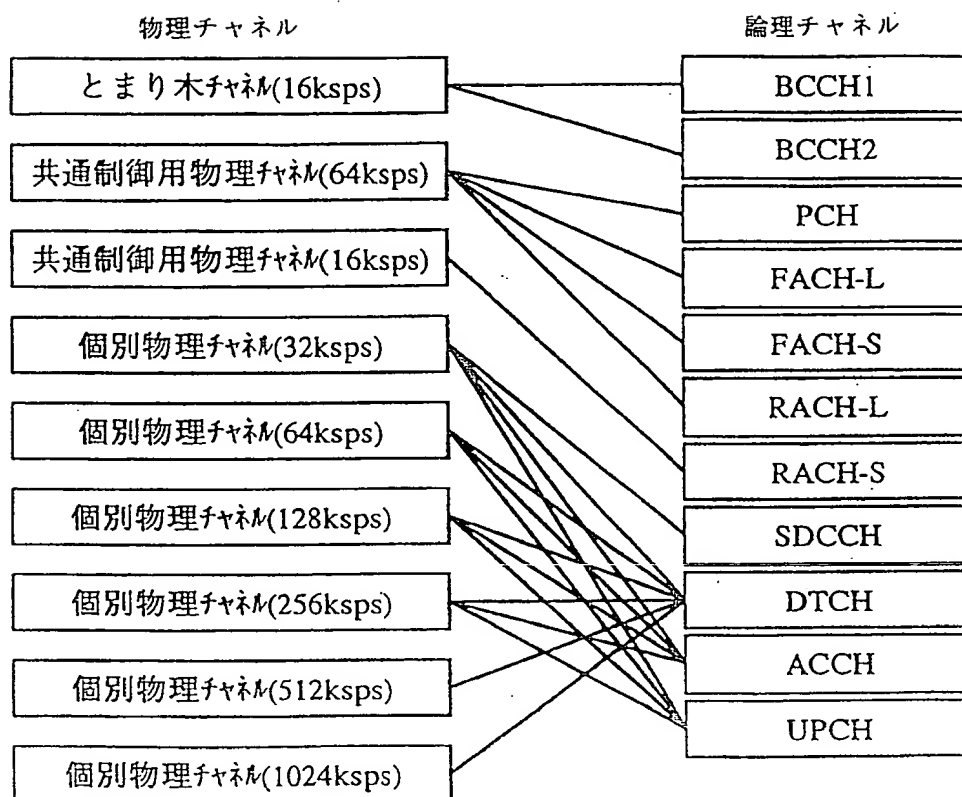 物理チャネル
とまり木チャネル(16ksps)
共通制御用物理チャネル(64ksps)
共通制御用物理チャネル(16ksps)
個別物理チャネル(32ksps)
個別物理チャネル(64ksps)
個別物理チャネル(128ksps)
個別物理チャネル(256ksps)
個別物理チャネル(512ksps)
個別物理チャネル(1024ksps)
論理チャネル
BCCH1
BCCH2
PCH
FACH-L
FACH-S
RACH-L
RACH-S
SDCCH
DTCH
ACCH
UPCH